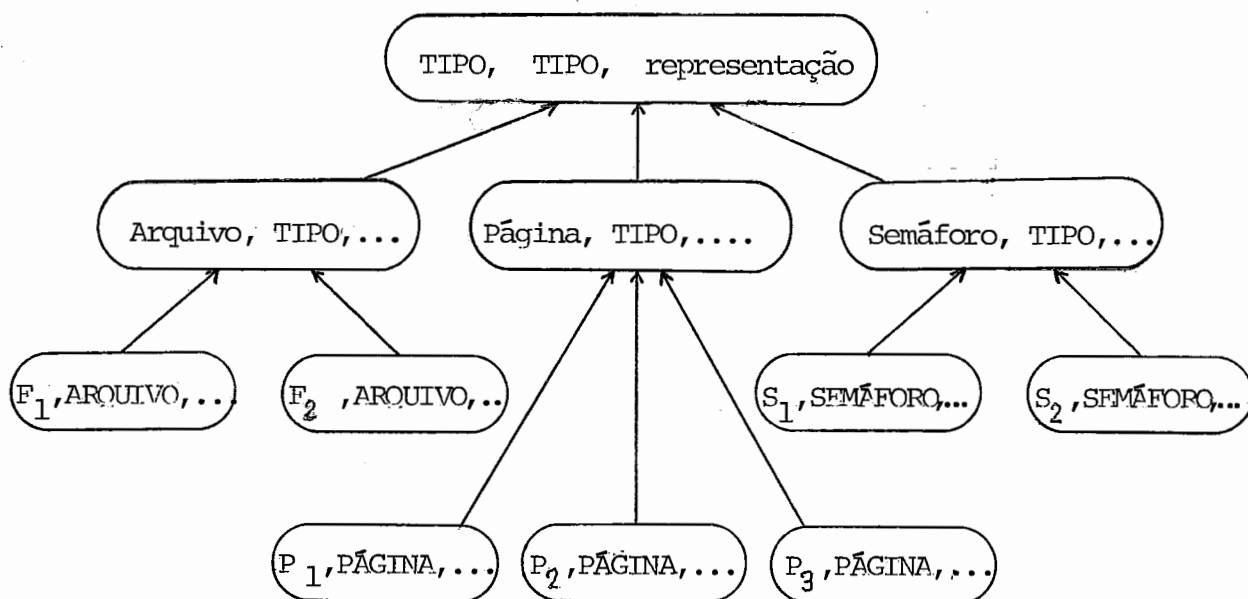 TIPO, TIPO, representação
Arquivo, TIPO,...
Página, TIPO,....
Semáforo, TIPO,...
F1,ARQUIVO,...
F2 ,ARQUIVO,..
S1,SEMÁFORO,...
S2,SEMÁFORO,...
P1,PÁGINA,...
P2,PÁGINA,...
P3,PÁGINA,...